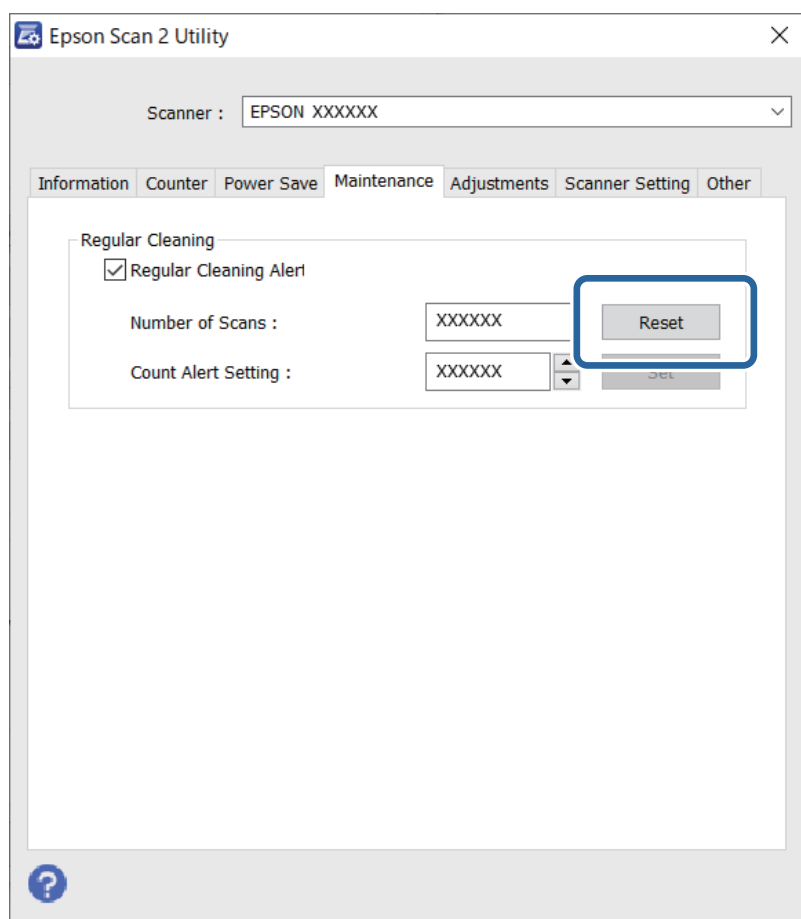 Epson Scan 2 Utility
Scanner :
EPSON XXXXXX
Information Counter Power Save Maintenance Adjustments Scanner Setting Other
Regular Cleaning
Regular Cleaning Alert
Number of Scans : XXXXXX Reset
Count Alert Setting : XXXXXX Set
?